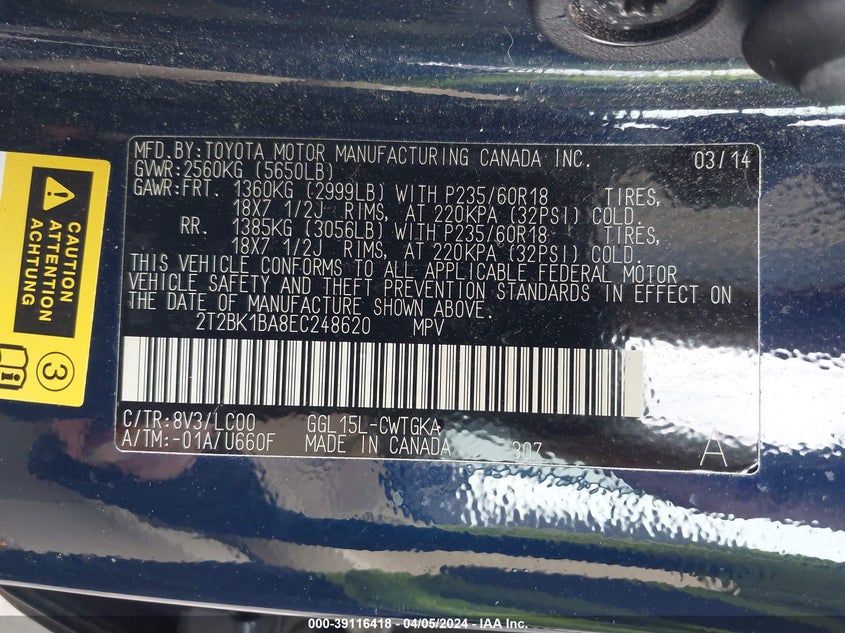 MFD.BY:TOYOTA MOTOR MANUFACTURING CANADA INC. 03/14
GVWR:2560KG (5650LB)
GAWR:FRT. 1360KG (2999LB) WITH P235/60R18 TIRES,
18X7 1/2J RIMS, AT 220KPA (32PSI) COLD.
RR. 1385KG (3056LB) WITH P235/60R18 TIRES,
18X7 1/2J RIMS, AT 220KPA (32PSI) COLD.
THIS VEHICLE CONFORMS TO ALL APPLICABLE FEDERAL MOTOR
VEHICLE SAFETY AND THEFT PREVENTION STANDARDS IN EFFECT ON
THE DATE OF MANUFACTURE SHOWN ABOVE.
2T2BK1BA8EC248620 MPV
C/TR:8V3/LC00 GGL15L-CWTGKA
A/TM:-01A/U660F MADE IN CANADA 307 A
CAUTION
ATTENTION
ACHTUNG
3
000-39116418 - 04/05/2024 - IAA Inc.